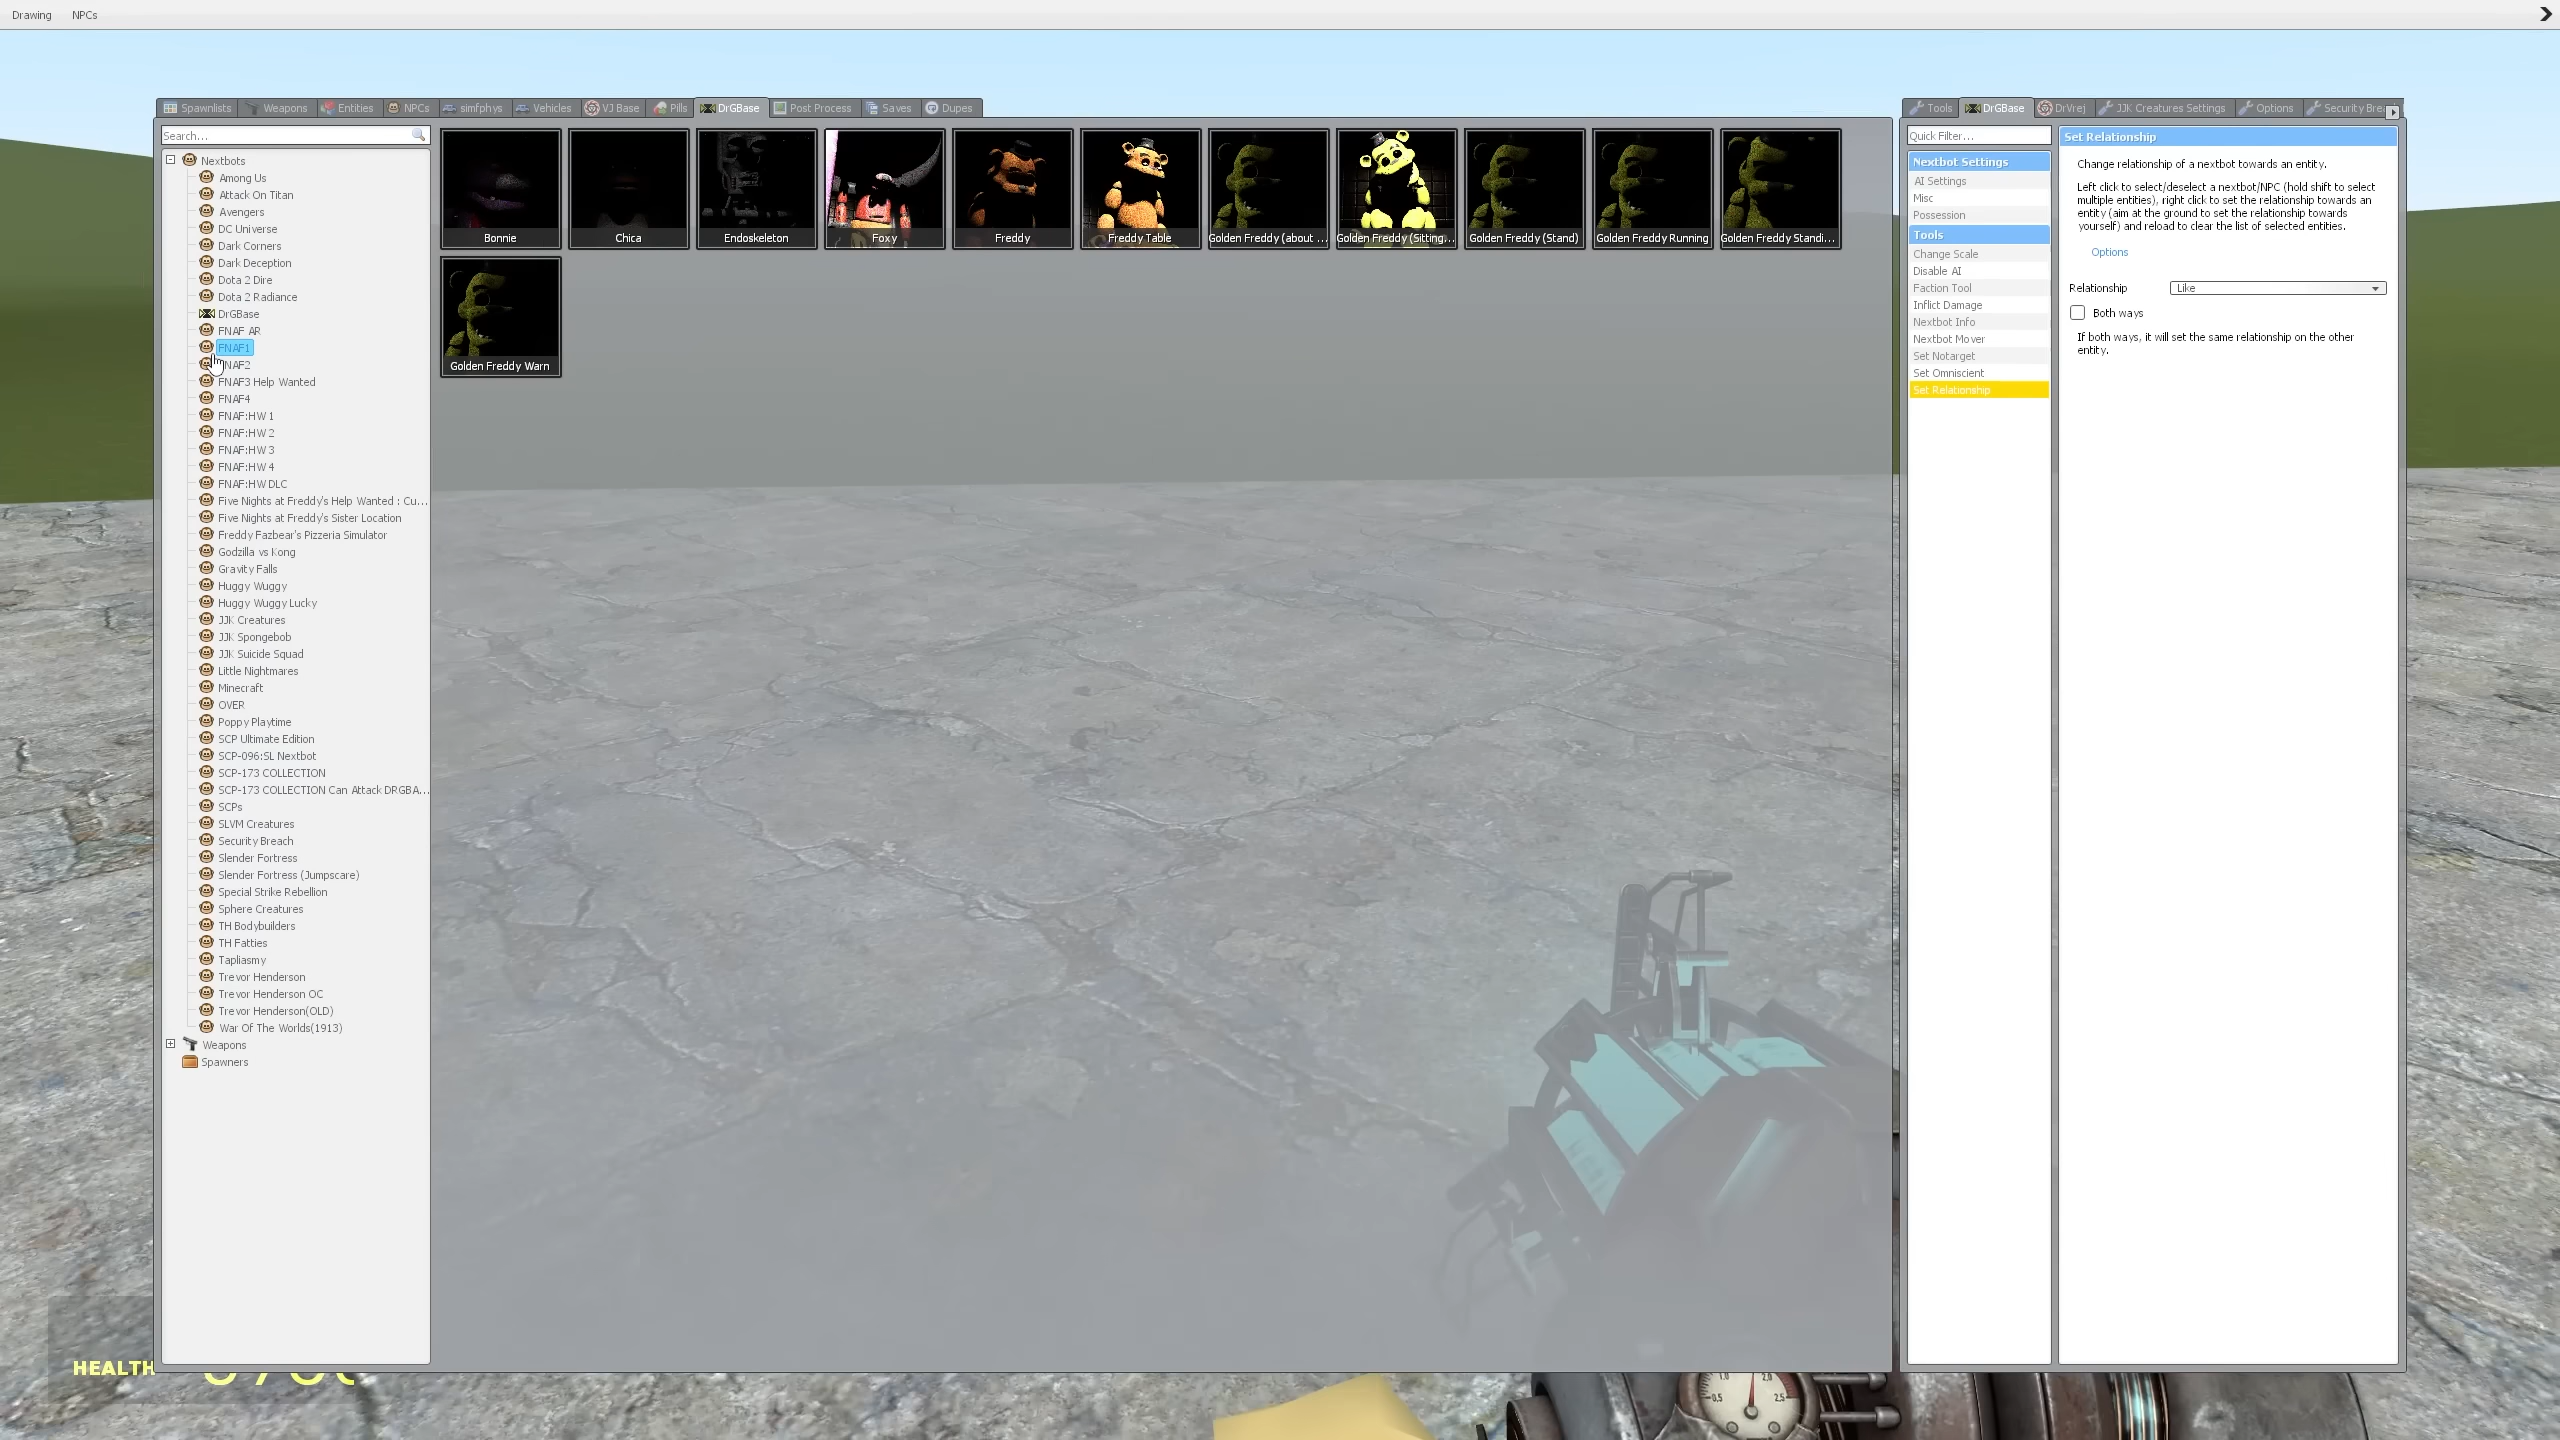 Drawing NPCs
Spawnlists Weapons Entities NPCs simfphys Vehicles VJ Base Pills DrGBase Post Process Saves Dupes
Search...
Nextbots
Among Us
Attack On Titan
Avengers
DC Universe
Dark Corners
Dark Deception
Dota 2 Dire
Dota 2 Radiance
DrGBase
FNAF AR
FNAF1
FNAF2
FNAF3 Help Wanted
FNAF4
FNAF:HW 1
FNAF:HW 2
FNAF:HW 3
FNAF:HW 4
FNAF:HW DLC
Five Nights at Freddy's Help Wanted : Cu...
Five Nights at Freddy's Sister Location
Freddy Fazbear's Pizzeria Simulator
Godzilla vs Kong
Gravity Falls
Huggy Wuggy
Huggy Wuggy Lucky
JJK Creatures
JJK Spongebob
JJK Suicide Squad
Little Nightmares
Minecraft
OVER
Poppy Playtime
SCP Ultimate Edition
SCP-096:SL Nextbot
SCP-173 COLLECTION
SCP-173 COLLECTION Can Attack DRGBA...
SCPs
SLVM Creatures
Security Breach
Slender Fortress
Slender Fortress (Jumpscare)
Special Strike Rebellion
Sphere Creatures
TH Bodybuilders
TH Fatties
Tapliasmy
Trevor Henderson
Trevor Henderson OC
Trevor Henderson(OLD)
War Of The Worlds(1913)
Weapons
Spawners
Bonnie Chica Endoskeleton Foxy Freddy Freddy Table Golden Freddy (about ... Golden Freddy (Sitting... Golden Freddy (Stand) Golden Freddy Running Golden Freddy Standi...
Golden Freddy Warn
Tools DrGBase DrVrej JJK Creatures Settings Options Security Brea
Quick Filter...
Nextbot Settings
AI Settings
Misc
Possession
Tools
Change Scale
Disable AI
Faction Tool
Inflict Damage
Nextbot Info
Nextbot Mover
Set Notarget
Set Omniscient
Set Relationship
Set Relationship
Change relationship of a nextbot towards an entity.
Left click to select/deselect a nextbot/NPC (hold shift to select
multiple entities), right click to set the relationship towards an
entity (aim at the ground to set the relationship towards
yourself) and reload to clear the list of selected entities.
Options
Relationship Like
Both ways
If both ways, it will set the same relationship on the other
entity.
HEALTH
0.5 1.0 2.0 2.5